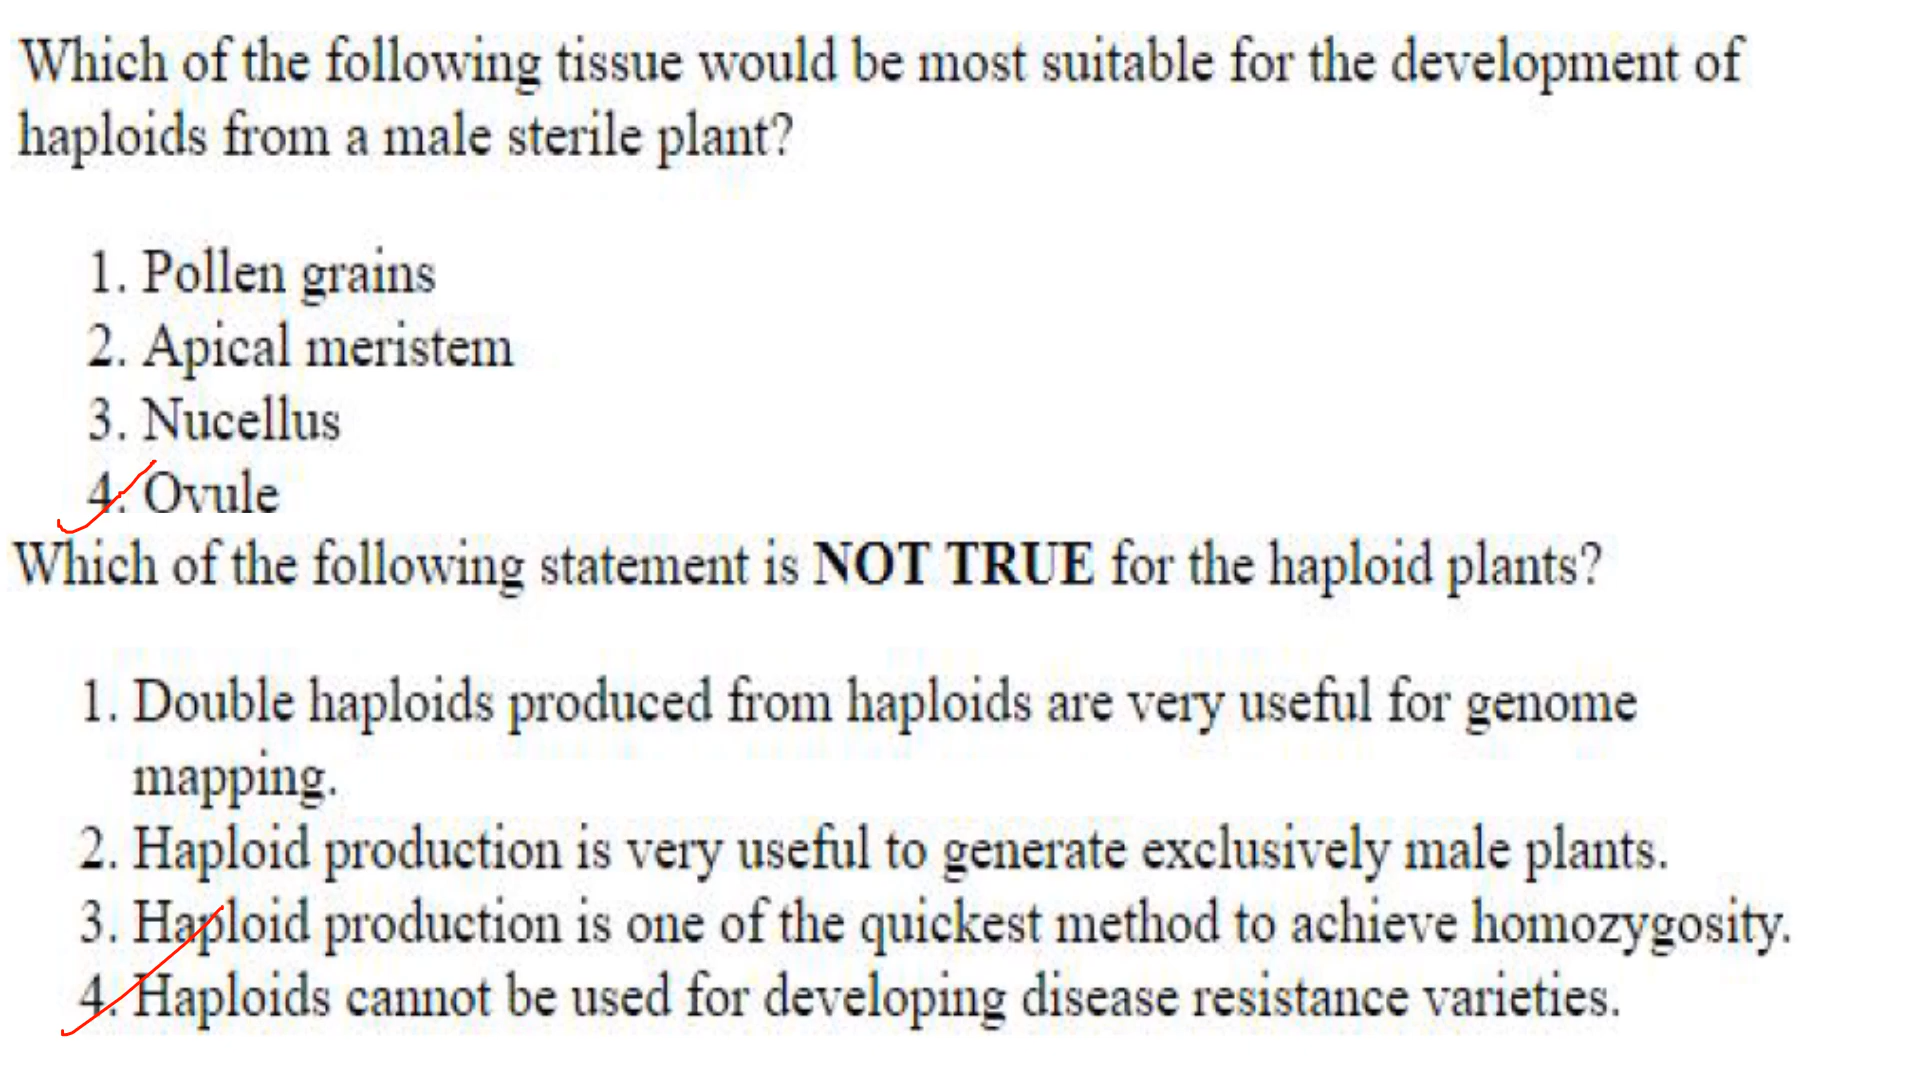 Which of the following tissue would be most suitable for the development of
haploids from a male sterile plant?
1. Pollen grains
2. Apical meristem
3. Nucellus
4. Ovule
Which of the following statement is NOT TRUE for the haploid plants?
1. Double haploids produced from haploids are very useful for genome
mapping.
2. Haploid production is very useful to generate exclusively male plants.
3. Haploid production is one of the quickest method to achieve homozygosity.
4. Haploids cannot be used for developing disease resistance varieties.